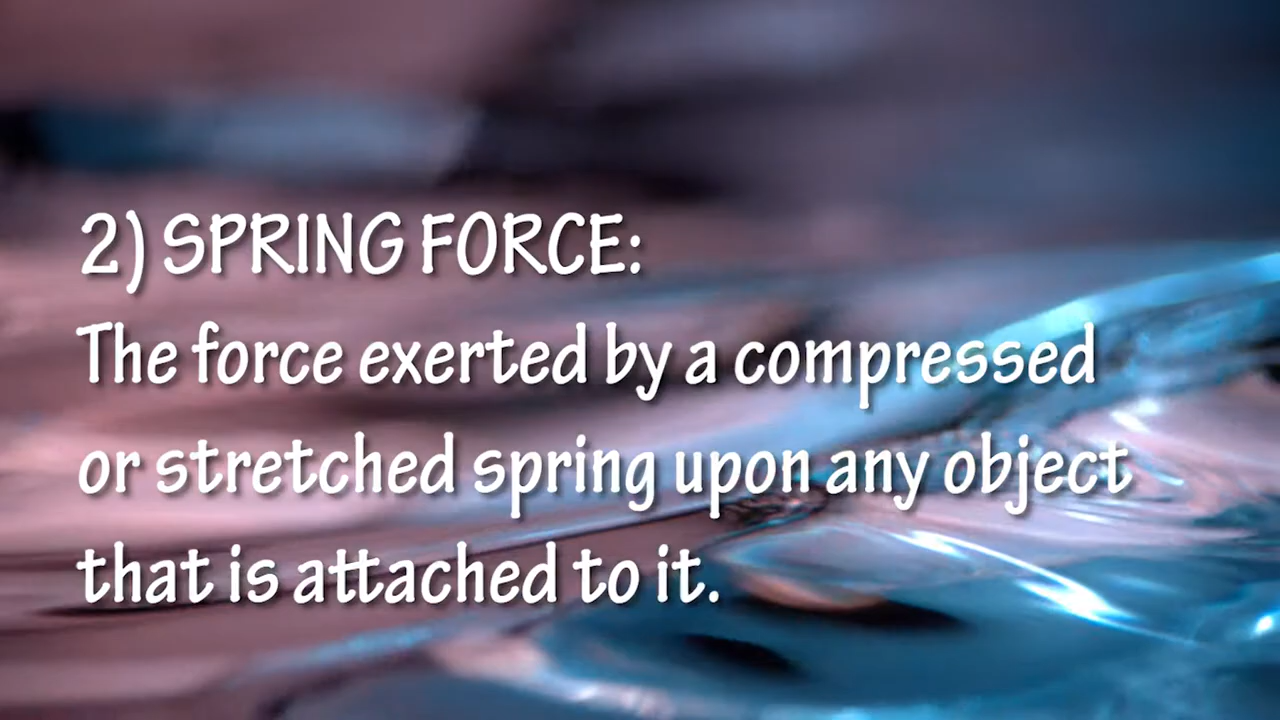 2) SPRING FORCE:
The force exerted by a compressed
or stretched spring upon any object
that is attached to it.